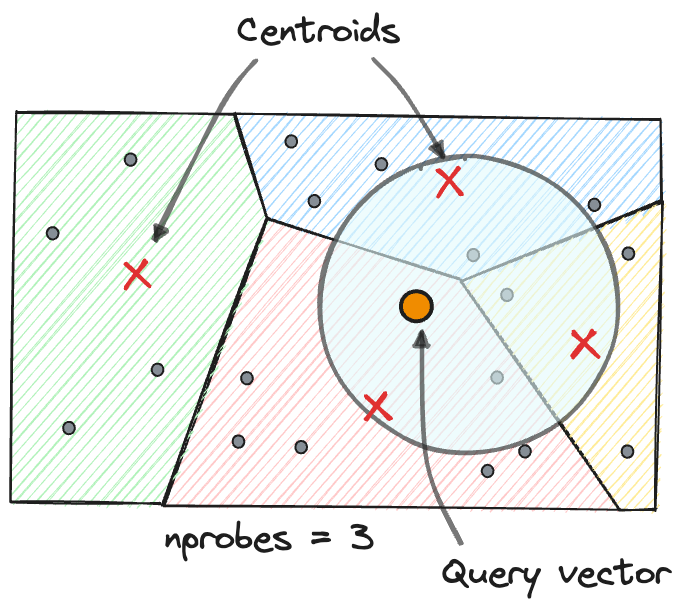 Centroids
nprobes = 3
Query vector